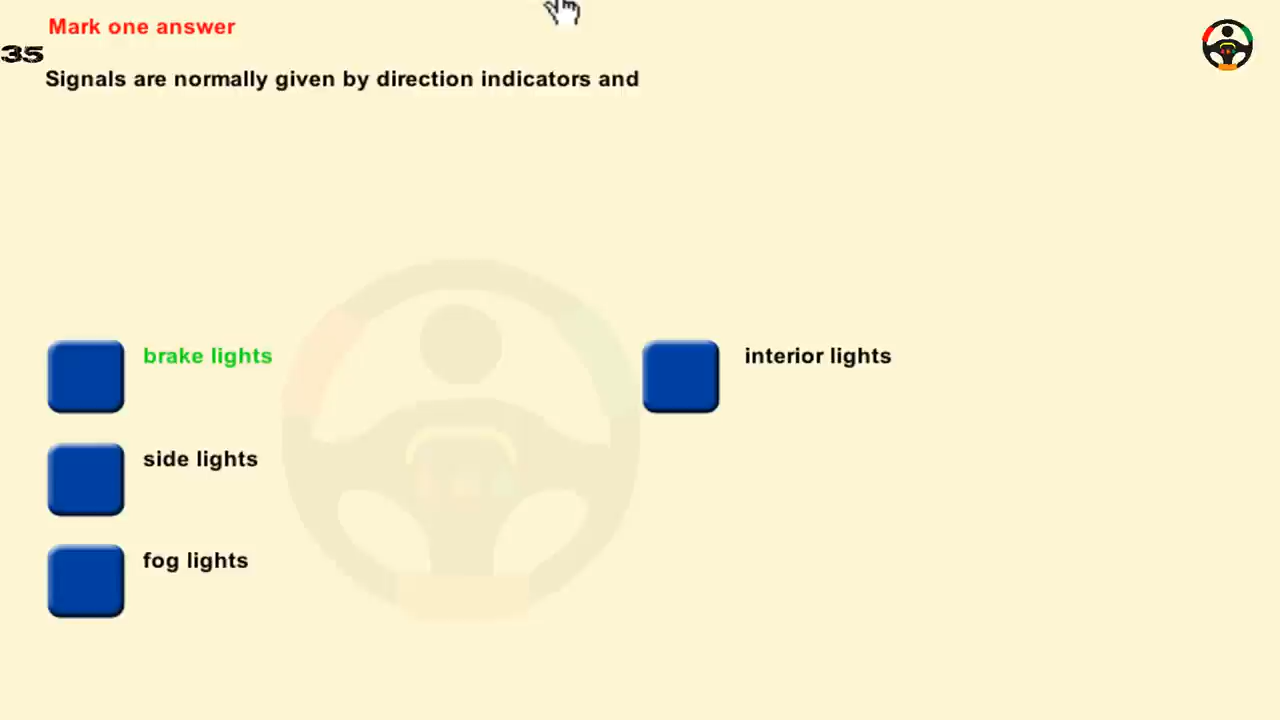 Mark one answer
35
Signals are normally given by direction indicators and
brake lights
interior lights
side lights
fog lights